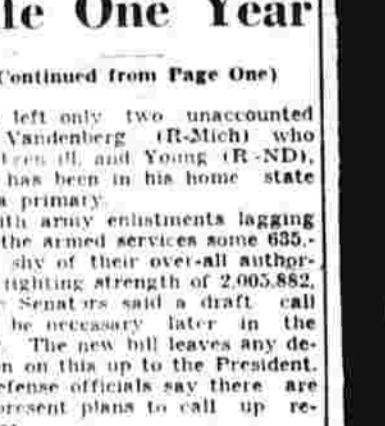 le One Year
(Continued from Page One)
left only two unaccounted
Vandenberg (R-Mich) who
been ill, and Young (R-ND),
has been in his home state
a primary.
ith army enlistments lagging
the armed services some 635,-
shy of their over-all author-
fighting strength of 2,005,882,
Senators said a draft call
be necessary later in the
The new bill leaves any de-
n on this up to the President.
efense officials say there are
present plans to call up re-